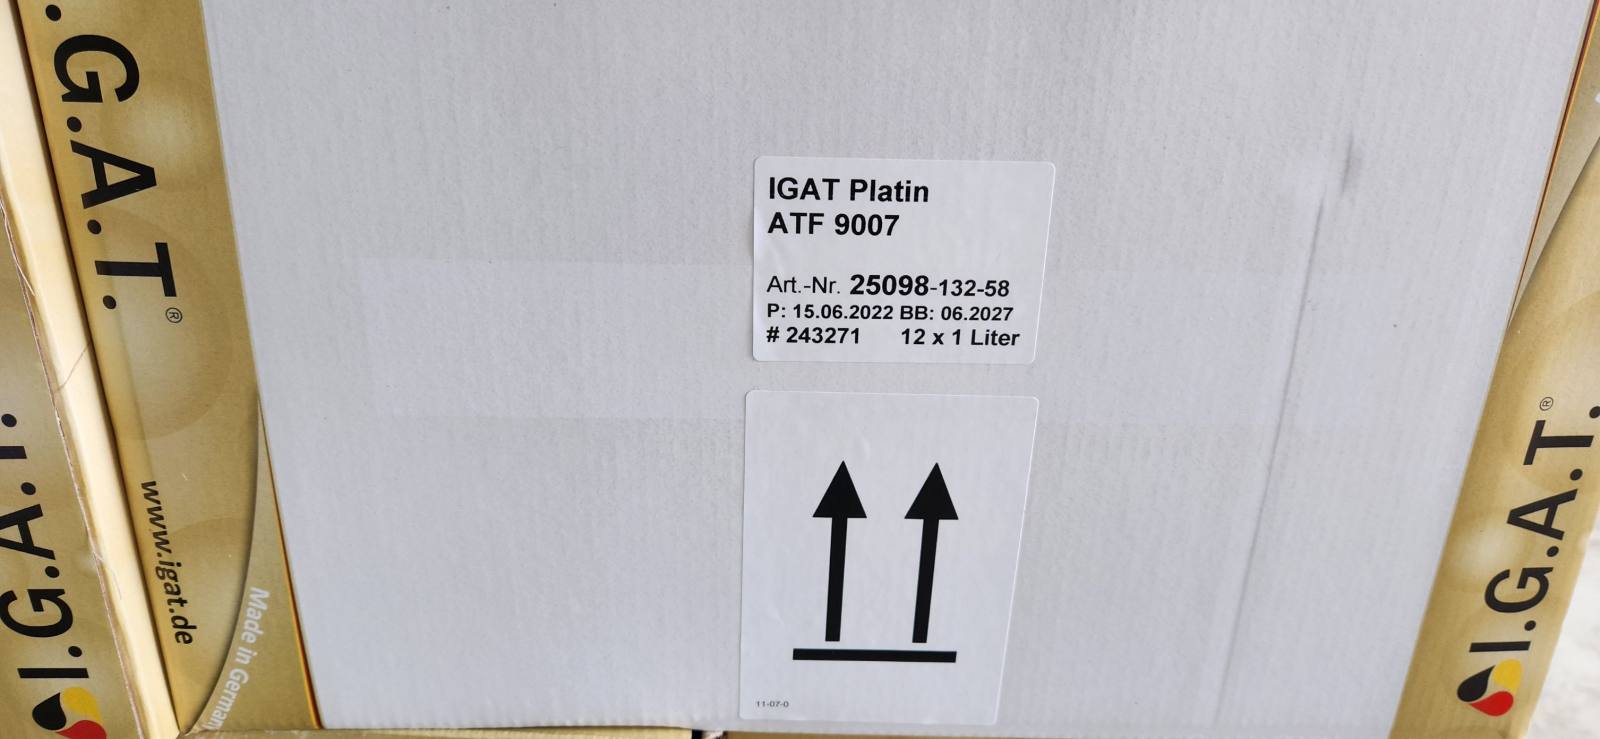 .G.A.T.®
www.igat.de
Made in Germany
I.G.A.T.
IGAT Platin
ATF 9007
Art.-Nr. 25098-132-58
P: 15.06.2022 BB: 06.2027
# 243271 12 x 1 Liter
11-07-0
I.G.A.T.®